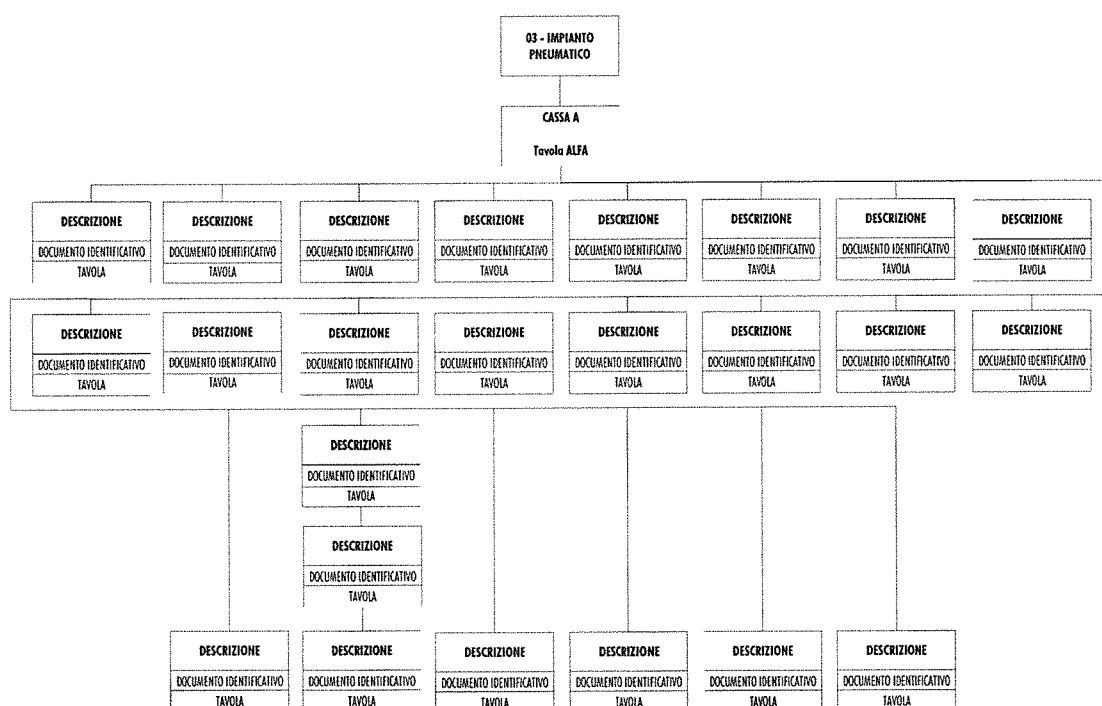 03 - IMPIANTO
PNEUMATICO
CASSA A
Tavola ALFA
DESCRIZIONE DESCRIZIONE DESCRIZIONE DESCRIZIONE DESCRIZIONE DESCRIZIONE DESCRIZIONE DESCRIZIONE
DOCUMENTO IDENTIFICATIVO DOCUMENTO IDENTIFICATIVO DOCUMENTO IDENTIFICATIVO DOCUMENTO IDENTIFICATIVO DOCUMENTO IDENTIFICATIVO DOCUMENTO IDENTIFICATIVO DOCUMENTO IDENTIFICATIVO DOCUMENTO IDENTIFICATIVO
TAVOLA TAVOLA TAVOLA TAVOLA TAVOLA TAVOLA TAVOLA TAVOLA
DESCRIZIONE DESCRIZIONE DESCRIZIONE DESCRIZIONE DESCRIZIONE DESCRIZIONE DESCRIZIONE DESCRIZIONE
DOCUMENTO IDENTIFICATIVO DOCUMENTO IDENTIFICATIVO DOCUMENTO IDENTIFICATIVO DOCUMENTO IDENTIFICATIVO DOCUMENTO IDENTIFICATIVO DOCUMENTO IDENTIFICATIVO DOCUMENTO IDENTIFICATIVO DOCUMENTO IDENTIFICATIVO
TAVOLA TAVOLA TAVOLA TAVOLA TAVOLA TAVOLA TAVOLA TAVOLA
DESCRIZIONE
DOCUMENTO IDENTIFICATIVO
TAVOLA
DESCRIZIONE
DOCUMENTO IDENTIFICATIVO
TAVOLA
DESCRIZIONE DESCRIZIONE DESCRIZIONE DESCRIZIONE DESCRIZIONE DESCRIZIONE
DOCUMENTO IDENTIFICATIVO DOCUMENTO IDENTIFICATIVO DOCUMENTO IDENTIFICATIVO DOCUMENTO IDENTIFICATIVO DOCUMENTO IDENTIFICATIVO DOCUMENTO IDENTIFICATIVO
TAVOLA TAVOLA TAVOLA TAVOLA TAVOLA TAVOLA